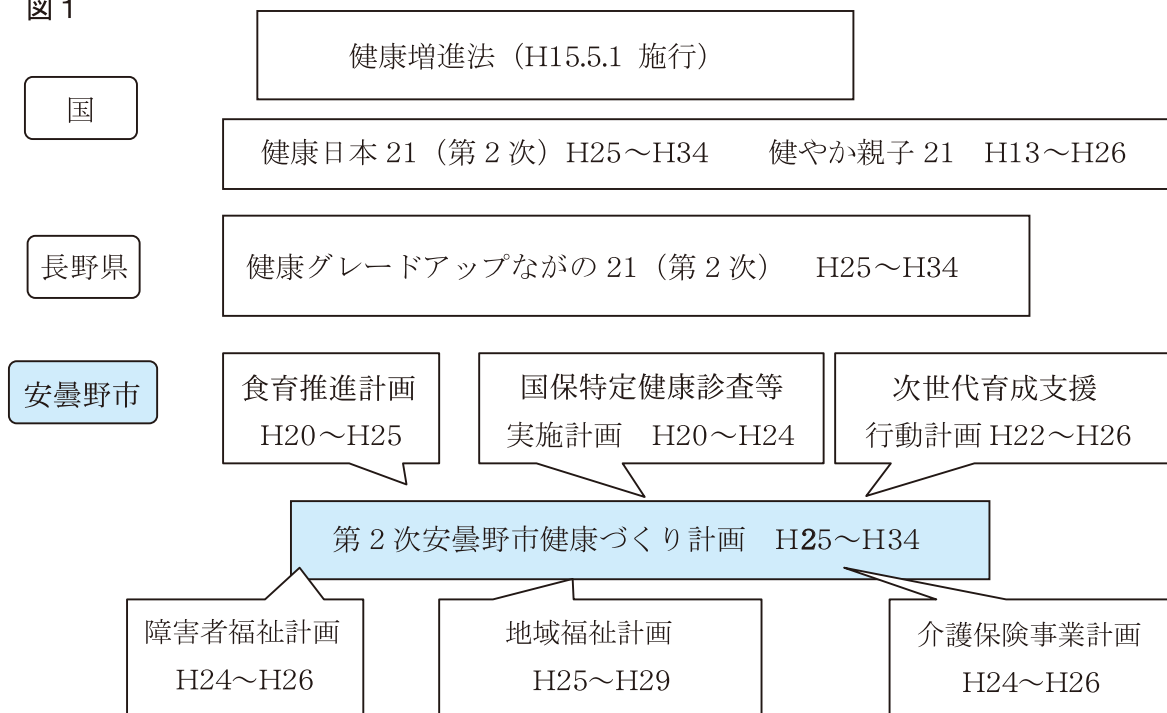 図1
健康増進法（H15.5.1 施行）
国
健康日本 21（第 2 次）H25～H34　　健やか親子 21　H13～H26
長野県
健康グレードアップながの 21（第 2 次）　H25～H34
安曇野市
食育推進計画
H20～H25
国保特定健康診査等
実施計画　H20～H24
次世代育成支援
行動計画 H22～H26
第 2 次安曇野市健康づくり計画　H25～H34
障害者福祉計画
H24～H26
地域福祉計画
H25～H29
介護保険事業計画
H24～H26